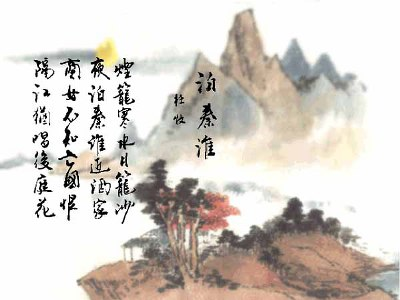 泊秦淮
杜牧
煙籠寒水月籠沙
夜泊秦淮近酒家
商女不知亡國恨
隔江猶唱後庭花